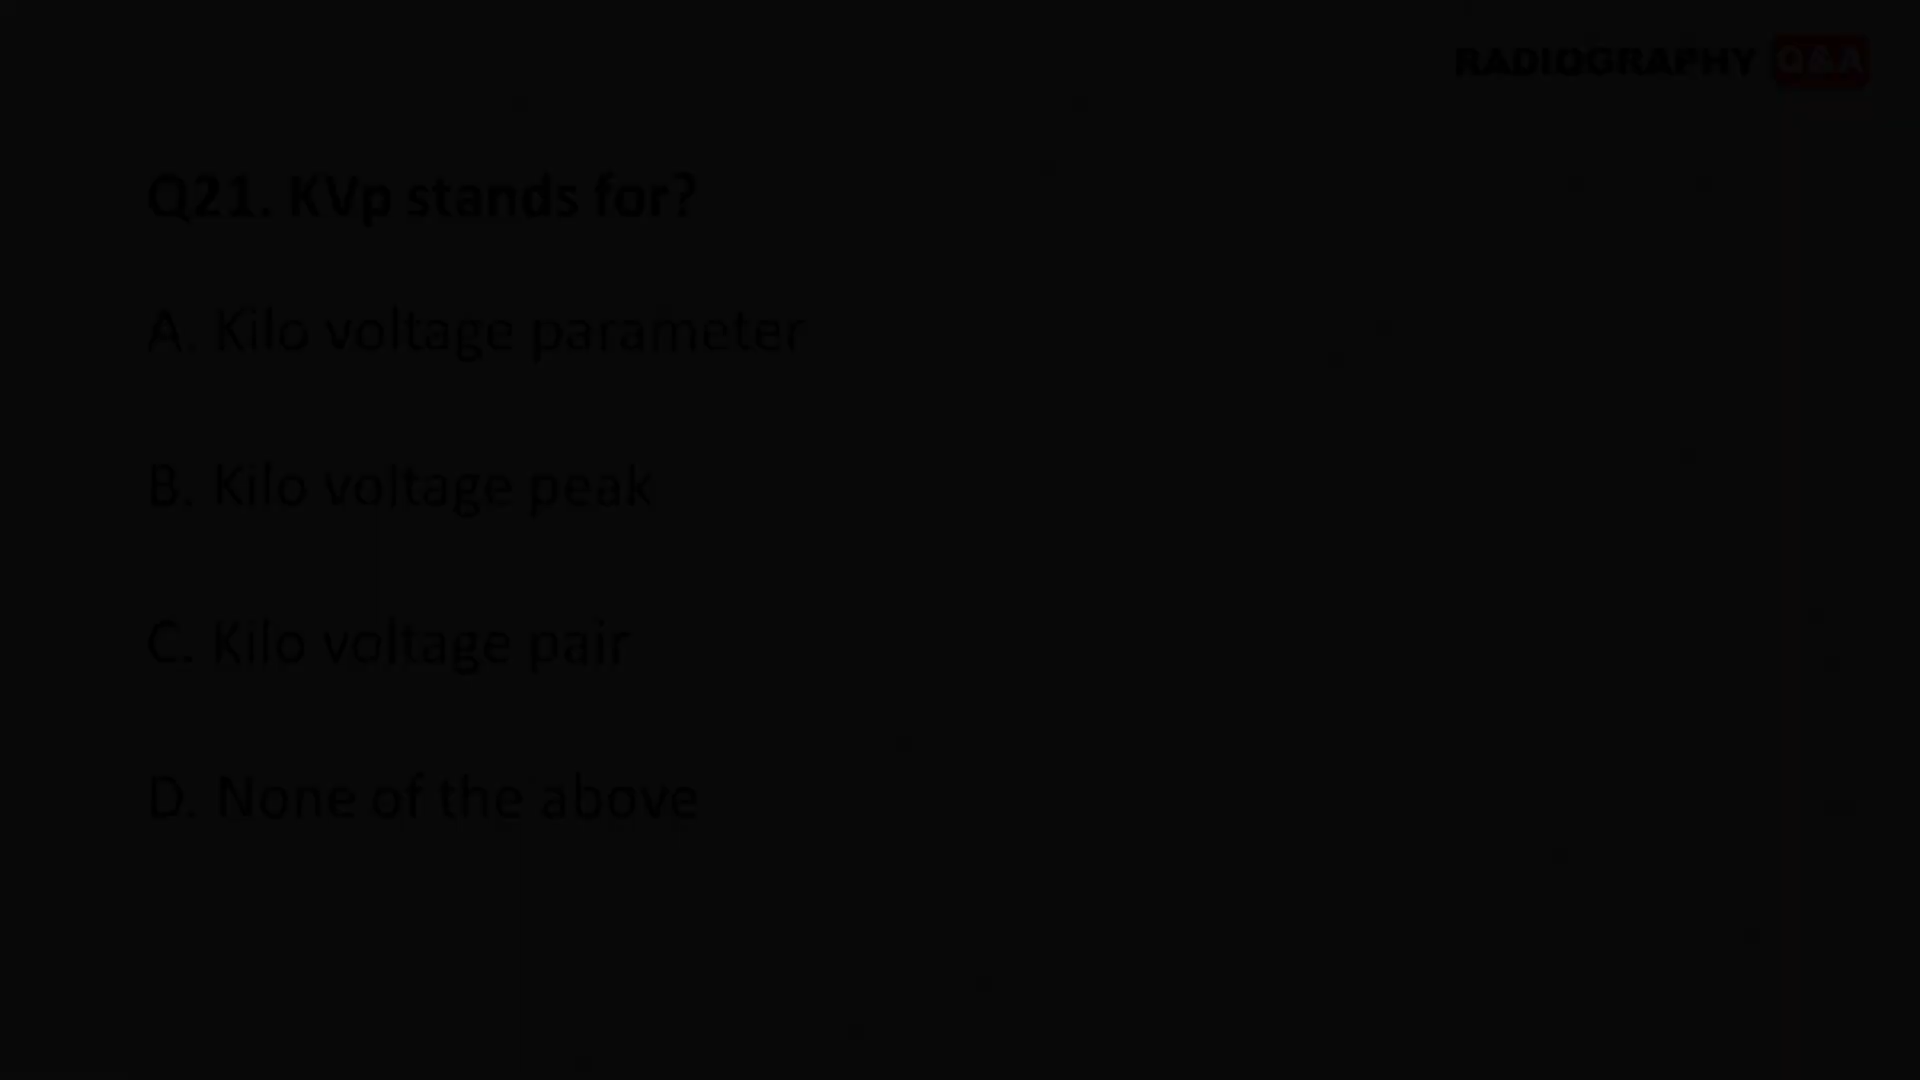 RADIOGRAPHY Q&A
Q21. KVp stands for?
A. Kilo voltage parameter
B. Kilo voltage peak
C. Kilo voltage pair
D. None of the above